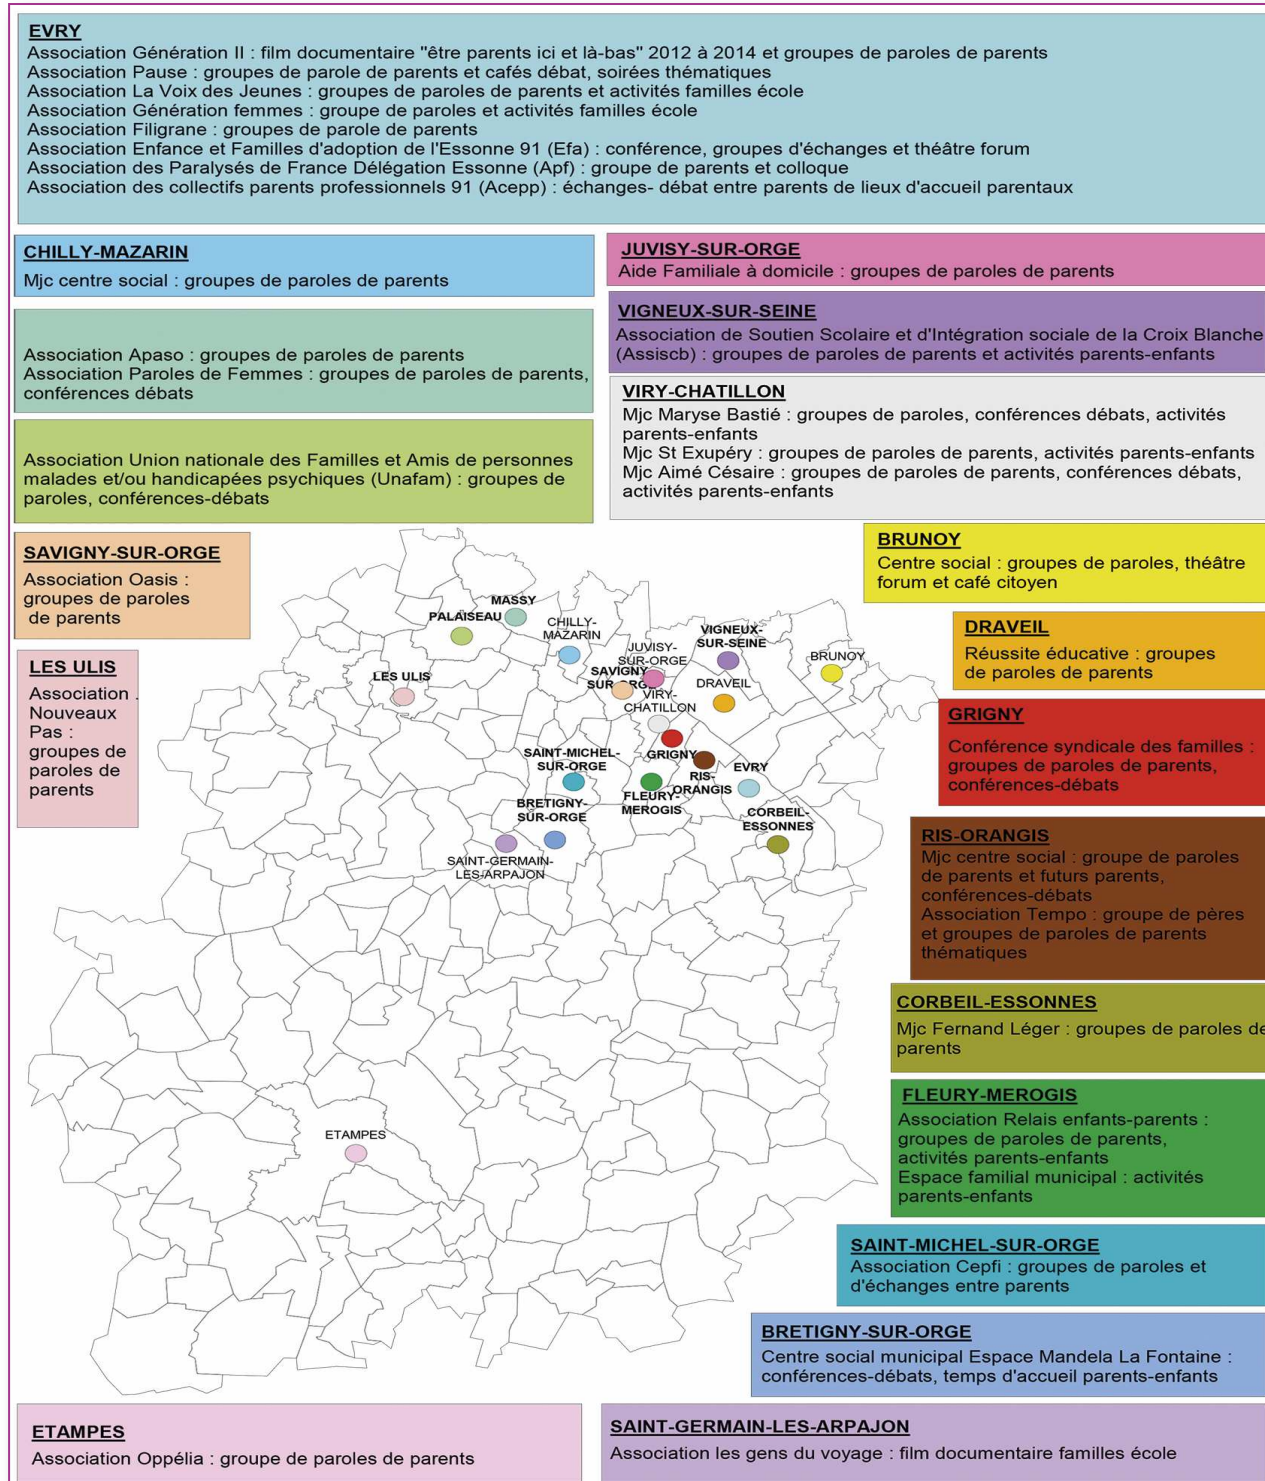 EVRY
Association Génération II : film documentaire "être parents ici et là-bas" 2012 à 2014 et groupes de paroles de parents
Association Pause : groupes de parole de parents et cafés débat, soirées thématiques
Association La Voix des Jeunes : groupes de paroles de parents et activités familles école
Association Génération femmes : groupe de paroles et activités familles école
Association Filigrane : groupes de parole de parents
Association Enfance et Familles d'adoption de l'Essonne 91 (Efa) : conférence, groupes d'échanges et théâtre forum
Association des Paralysés de France Délégation Essonne (Apf) : groupe de parents et colloque
Association des collectifs parents professionnels 91 (Acepp) : échanges- débat entre parents de lieux d'accueil parentaux
CHILLY-MAZARIN
Mjc centre social : groupes de paroles de parents
JUVISY-SUR-ORGE
Aide Familiale à domicile : groupes de paroles de parents
VIGNEUX-SUR-SEINE
Association de Soutien Scolaire et d'Intégration sociale de la Croix Blanche
(Assiscb) : groupes de paroles de parents et activités parents-enfants
Association Apaso : groupes de paroles de parents
Association Paroles de Femmes : groupes de paroles de parents,
conférences débats
VIRY-CHATILLON
Mjc Maryse Bastié : groupes de paroles, conférences débats, activités
parents-enfants
Mjc St Exupéry : groupes de paroles de parents, activités parents-enfants
Mjc Aimé Césaire : groupes de paroles de parents, conférences débats,
activités parents-enfants
Association Union nationale des Familles et Amis de personnes
malades et/ou handicapées psychiques (Unafam) : groupes de
paroles, conférences-débats
SAVIGNY-SUR-ORGE
Association Oasis :
groupes de paroles
de parents
BRUNOY
Centre social : groupes de paroles, théâtre
forum et café citoyen
LES ULIS
Association .
Nouveaux
Pas :
groupes de
paroles de
parents
DRAVEIL
Réussite éducative : groupes
de paroles de parents
GRIGNY
Conférence syndicale des familles :
groupes de paroles de parents,
conférences-débats
MASSY
PALAISEAU
CHILLY-
MAZARIN
VIGNEUX-
SUR-SEINE
JUVISY-
SUR-ORGE
BRUNOY
SAVIGNY
SUR-ORGE
LES ULIS
DRAVEIL
VIRY-
CHATILLON
SAINT-MICHEL-
SUR-ORGE
GRIGNY
RIS-
ORANGIS
EVRY
FLEURY-
MEROGIS
BRETIGNY-
SUR-ORGE
CORBEIL-
ESSONNES
SAINT-GERMAIN-
LES-ARPAJON
ETAMPES
RIS-ORANGIS
Mjc centre social : groupe de paroles
de parents et futurs parents,
conférences-débats
Association Tempo : groupe de pères
et groupes de paroles de parents
thématiques
CORBEIL-ESSONNES
Mjc Fernand Léger : groupes de paroles de
parents
FLEURY-MEROGIS
Association Relais enfants-parents :
groupes de paroles de parents,
activités parents-enfants
Espace familial municipal : activités
parents-enfants
SAINT-MICHEL-SUR-ORGE
Association Cepfi : groupes de paroles et
d'échanges entre parents
BRETIGNY-SUR-ORGE
Centre social municipal Espace Mandela La Fontaine :
conférences-débats, temps d'accueil parents-enfants
ETAMPES
Association Oppélia : groupe de paroles de parents
SAINT-GERMAIN-LES-ARPAJON
Association les gens du voyage : film documentaire familles école